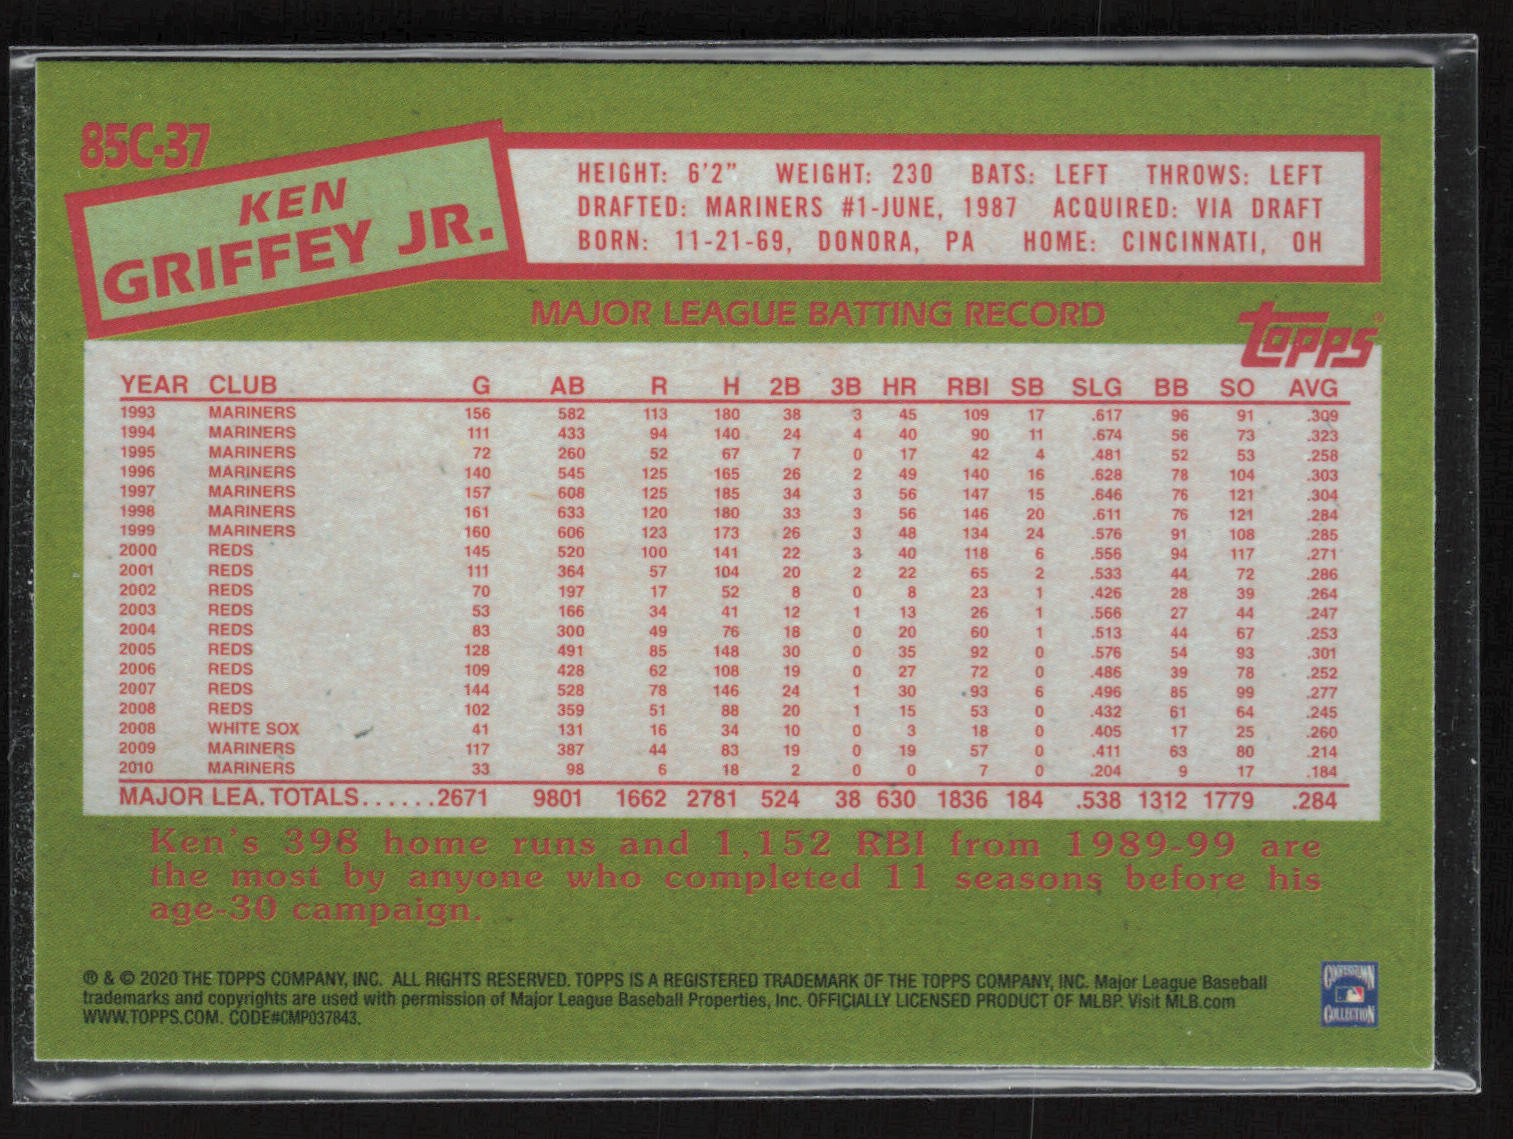 85C-37
KEN
GRIFFEY JR.
HEIGHT: 6'2" WEIGHT: 230 BATS: LEFT THROWS: LEFT
DRAFTED: MARINERS #1-JUNE, 1987 ACQUIRED: VIA DRAFT
BORN: 11-21-69, DONORA, PA HOME: CINCINNATI, OH
MAJOR LEAGUE BATTING RECORD
Topps®
YEAR CLUB G AB R H 2B 3B HR RBI SB SLG BB SO AVG
1993 MARINERS 156 582 113 180 38 3 45 109 17 .617 96 91 .309
1994 MARINERS 111 433 94 140 24 4 40 90 11 .674 56 73 .323
1995 MARINERS 72 260 52 67 7 0 17 42 4 .481 52 53 .258
1996 MARINERS 140 545 125 165 26 2 49 140 16 .628 78 104 .303
1997 MARINERS 157 608 125 185 34 3 56 147 15 .646 76 121 .304
1998 MARINERS 161 633 120 180 33 3 56 146 20 .611 76 121 .284
1999 MARINERS 160 606 123 173 26 3 48 134 24 .576 91 108 .285
2000 REDS 145 520 100 141 22 3 40 118 6 .556 94 117 .271
2001 REDS 111 364 57 104 20 2 22 65 2 .533 44 72 .286
2002 REDS 70 197 17 52 8 0 8 23 1 .426 28 39 .264
2003 REDS 53 166 34 41 12 1 13 26 1 .566 27 44 .247
2004 REDS 83 300 49 76 18 0 20 60 1 .513 44 67 .253
2005 REDS 128 491 85 148 30 0 35 92 0 .576 54 93 .301
2006 REDS 109 428 62 108 19 0 27 72 0 .486 39 78 .252
2007 REDS 144 528 78 146 24 1 30 93 6 .496 85 99 .277
2008 REDS 102 359 51 88 20 1 15 53 0 .432 61 64 .245
2008 WHITE SOX 41 131 16 34 10 0 3 18 0 .405 17 25 .260
2009 MARINERS 117 387 44 83 19 0 19 57 0 .411 63 80 .214
2010 MARINERS 33 98 6 18 2 0 0 7 0 .204 9 17 .184
MAJOR LEA. TOTALS......2671 9801 1662 2781 524 38 630 1836 184 .538 1312 1779 .284
Ken's 398 home runs and 1,152 RBI from 1989-99 are
the most by anyone who completed 11 seasons before his
age-30 campaign.
® & © 2020 THE TOPPS COMPANY, INC. ALL RIGHTS RESERVED. TOPPS IS A REGISTERED TRADEMARK OF THE TOPPS COMPANY, INC. Major League Baseball
trademarks and copyrights are used with permission of Major League Baseball Properties, Inc. OFFICIALLY LICENSED PRODUCT OF MLBP. Visit MLB.com
WWW.TOPPS.COM. CODE#CMP037843.
COOPERSTOWN
COLLECTION